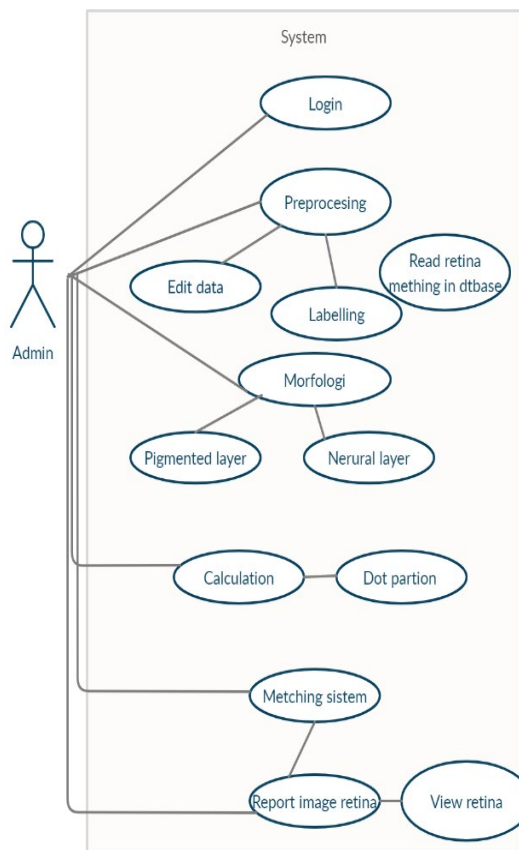 System
Login
Preprocesing
Read retina
mething in dtbase
Edit data
Labelling
Admin
Morfologi
Pigmented layer
Nerural layer
Calculation
Dot partion
Metching sistem
Report image retina
View retina